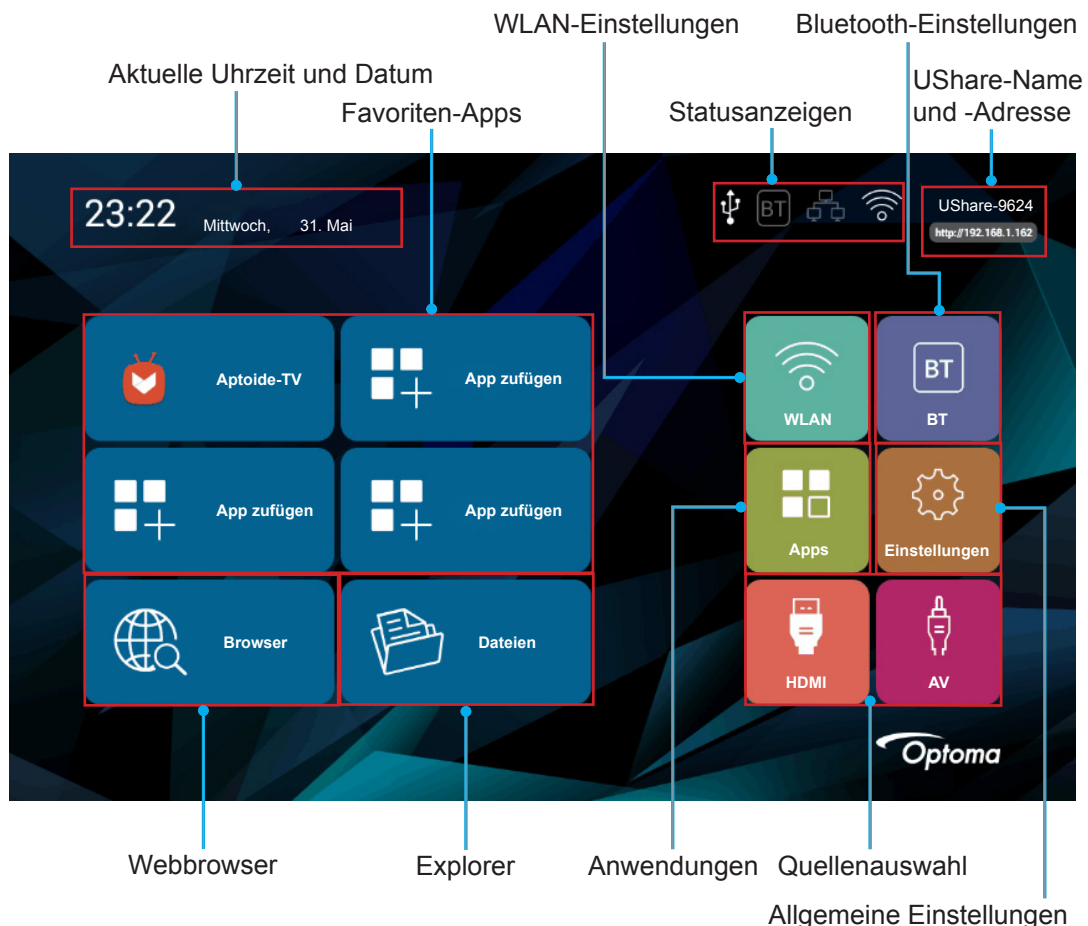 WLAN-Einstellungen
Bluetooth-Einstellungen
Aktuelle Uhrzeit und Datum
UShare-Name
und -Adresse
Favoriten-Apps
Statusanzeigen
23:22 Mittwoch, 31. Mai
BT
UShare-9624
http://192.168.1.162
Aptoide-TV
App zufügen
WLAN
BT
BT
App zufügen
App zufügen
Apps
Einstellungen
Browser
Dateien
HDMI
AV
Optoma
Webbrowser
Explorer
Anwendungen
Quellenauswahl
Allgemeine Einstellungen